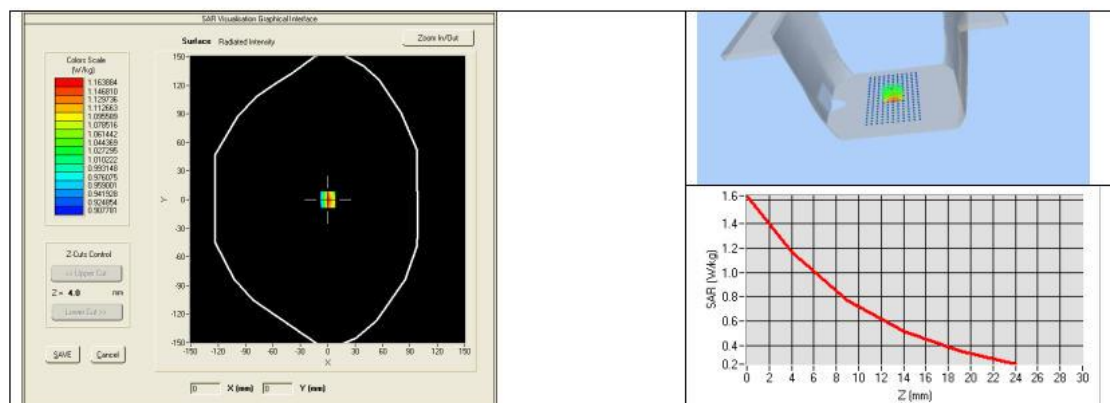 SAR Visualisation Graphical Interface
Surface Radiated Intensity
Zoom In/Out
Colors Scale
(W/kg)
1.163884
1.146810
1.129736
1.112663
1.095589
1.078516
1.061442
1.044369
1.027295
1.010222
0.993148
0.976075
0.959001
0.941928
0.924854
0.907781
Z-Cuts Control
<< Upper Cut
Z = 4.0 mm
Lower Cut >>
SAVE Cancel
150
120
90
60
30
0
-30
-60
-90
-120
-150
Y
-150 -120 -90 -60 -30 0 30 60 90 120 150
X
0 X (mm) 0 Y (mm)
1.6
1.4
1.2
1.0
0.8
0.6
0.4
0.2
SAR (W/kg)
0 2 4 6 8 10 12 14 16 18 20 22 24 26 28 30
Z (mm)